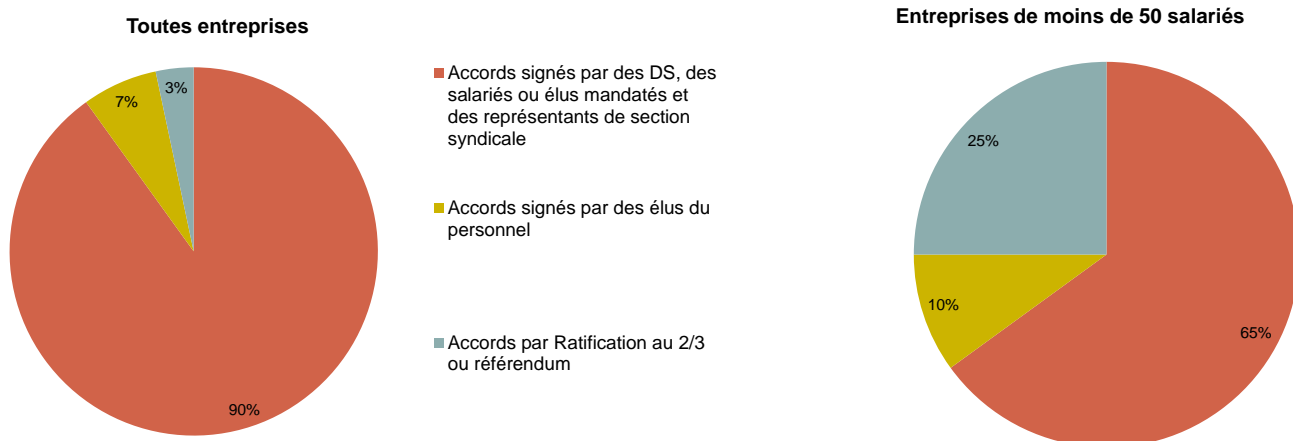 Toutes entreprises
3%
7%
90%
Accords signés par des DS, des
salariés ou élus mandatés et
des représentants de section
syndicale
Accords signés par des élus du
personnel
Accords par Ratification au 2/3
ou référendum
Entreprises de moins de 50 salariés
25%
10%
65%